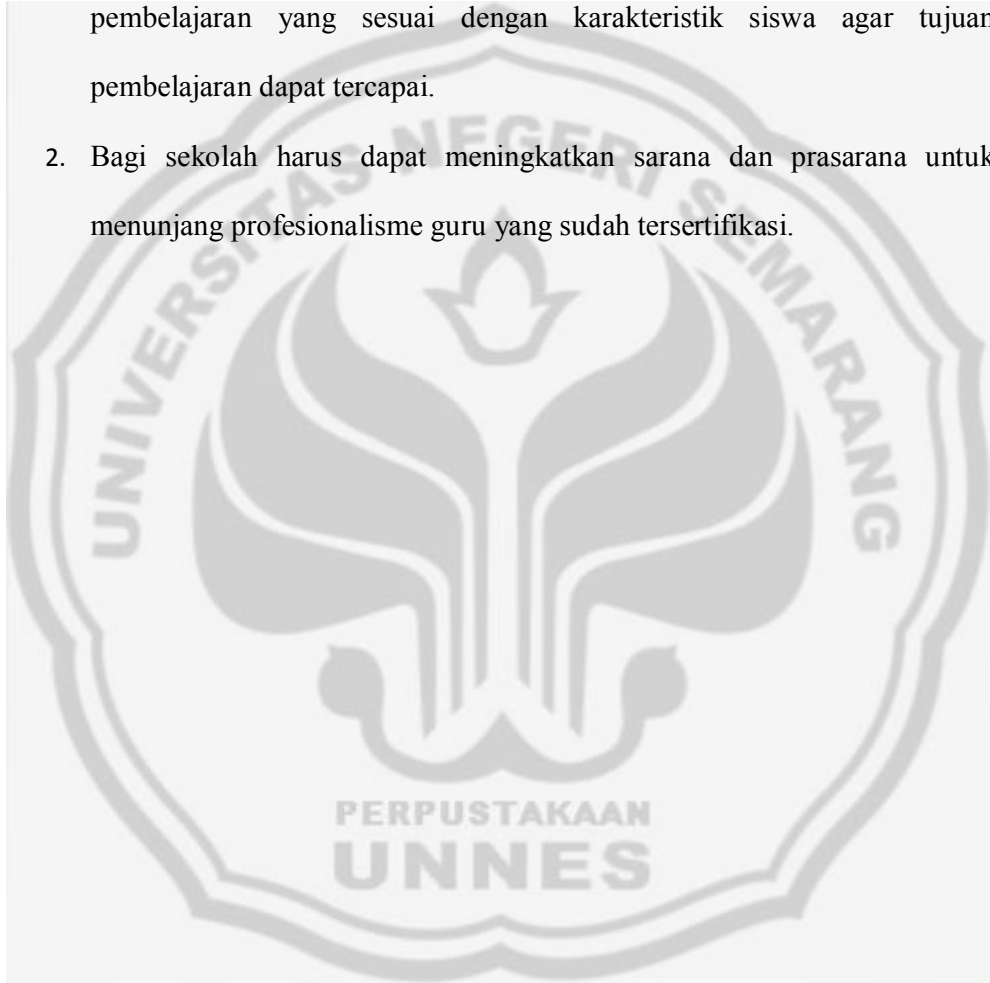 pembelajaran yang sesuai dengan karakteristik siswa agar tujuan
pembelajaran dapat tercapai.
2. Bagi sekolah harus dapat meningkatkan sarana dan prasarana untuk
menunjang profesionalisme guru yang sudah tersertifikasi.
UNIVERSITAS NEGERI SEMARANG
PERPUSTAKAAN
UNNES